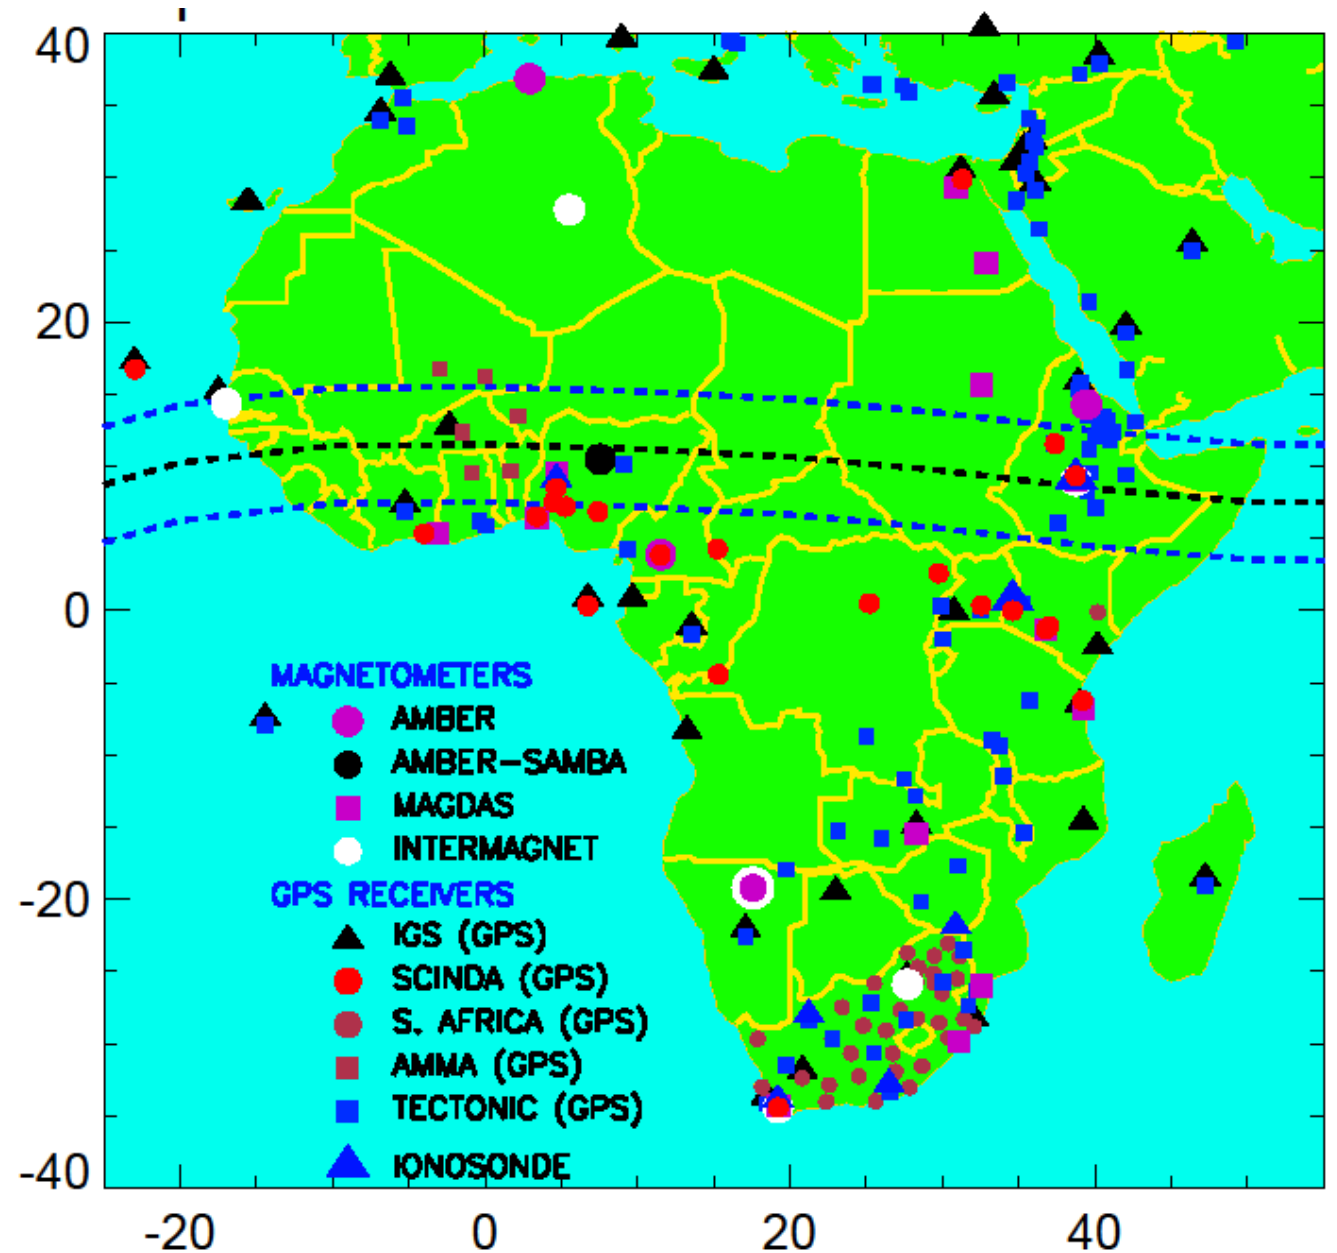 40
20
0
-20
-40
MAGNETOMETERS
AMBER
AMBER-SAMBA
MAGDAS
INTERMAGNET
GPS RECEIVERS
IGS (GPS)
SCINDA (GPS)
S. AFRICA (GPS)
AMMA (GPS)
TECTONIC (GPS)
IONOSONDE
-20 0 20 40